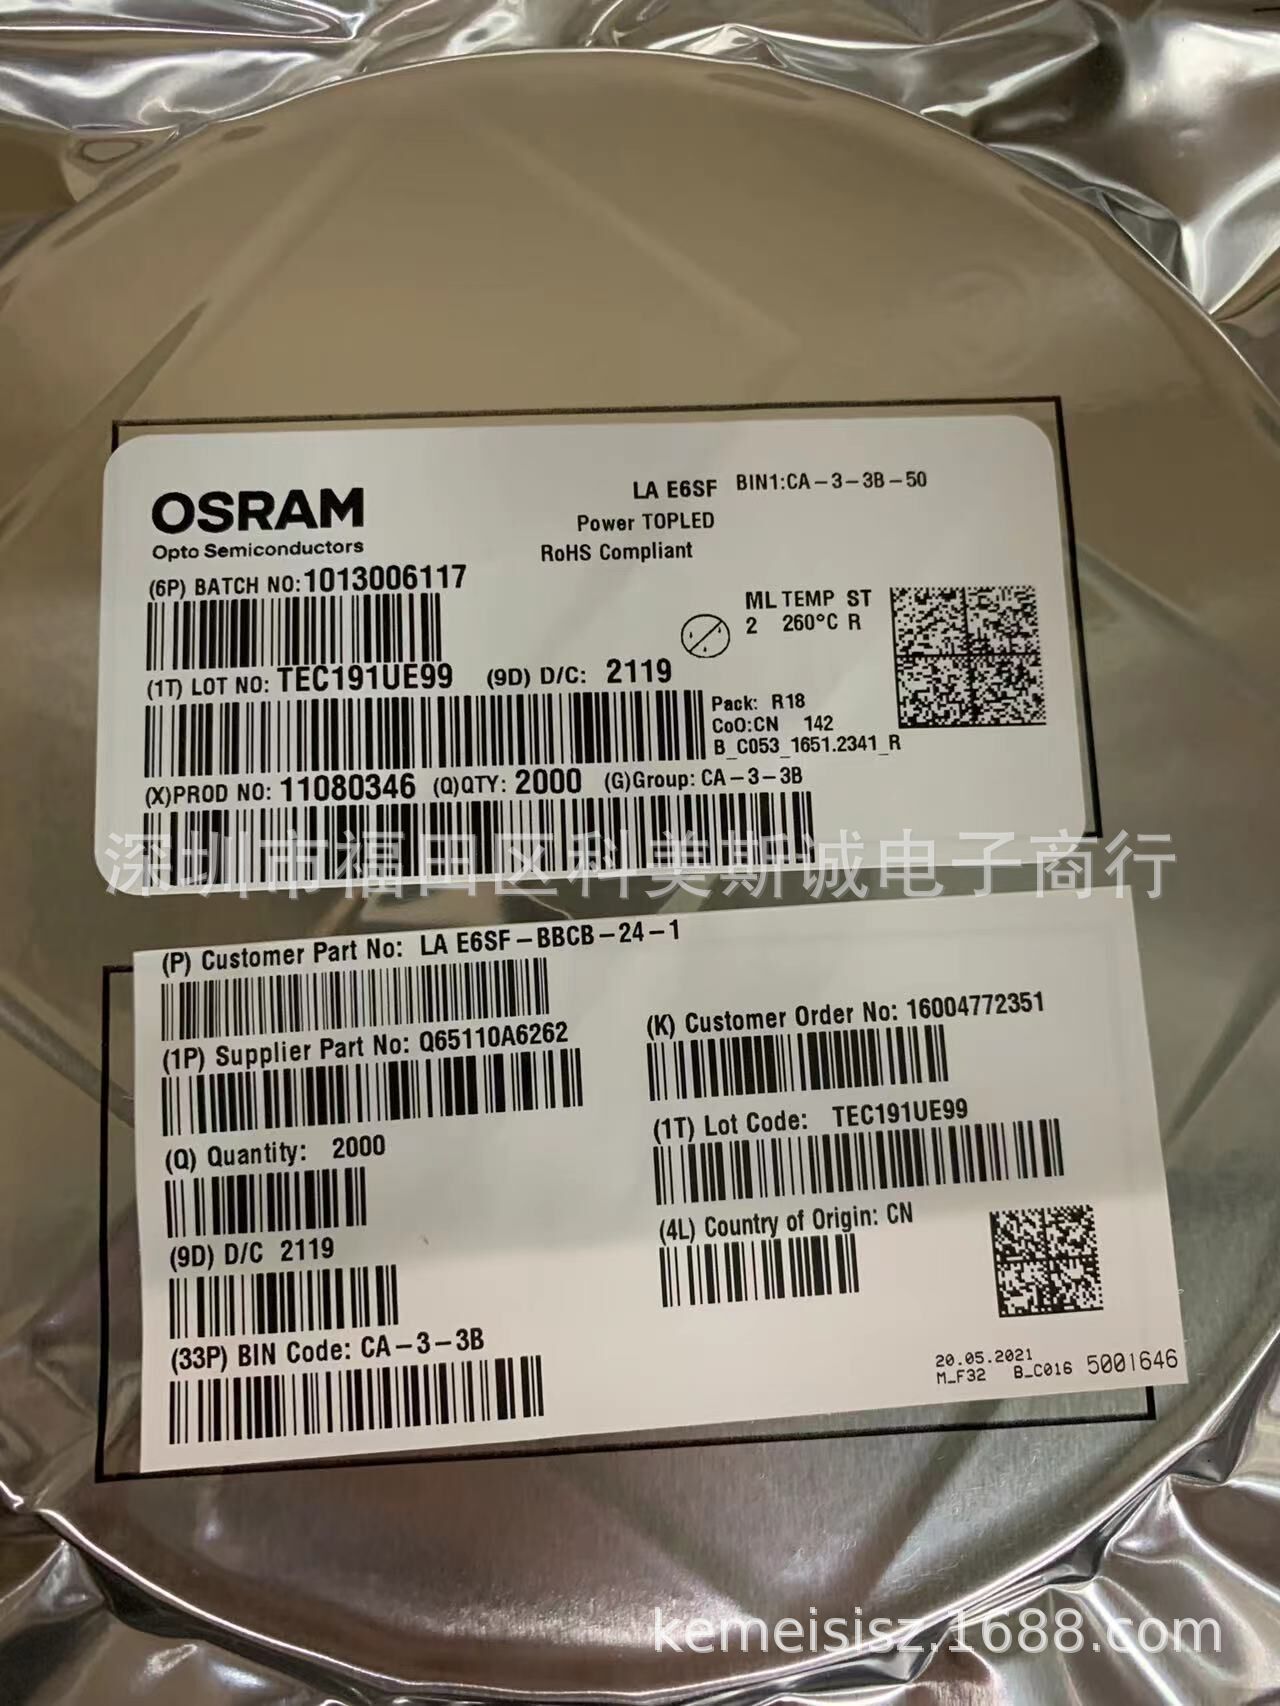 OSRAM
Opto Semiconductors
LA E6SF BIN1:CA-3-3B-50
Power TOPLED
RoHS Compliant
(6P) BATCH NO:1013006117
ML TEMP ST
2 260°C R
(1T) LOT NO: TEC191UE99 (9D) D/C: 2119
Pack: R18
CoO:CN 142
B_C053_1651.2341_R
(X)PROD NO: 11080346 (Q)QTY: 2000 (G)Group: CA-3-3B
深圳市福田区科美斯诚电子商行
(P) Customer Part No: LA E6SF-BBCB-24-1
(1P) Supplier Part No: Q65110A6262
(K) Customer Order No: 16004772351
(Q) Quantity: 2000
(1T) Lot Code: TEC191UE99
(9D) D/C 2119
(4L) Country of Origin: CN
(33P) BIN Code: CA-3-3B
20.05.2021
M_F32 B_C016 5001646
kemeisisz.1688.com